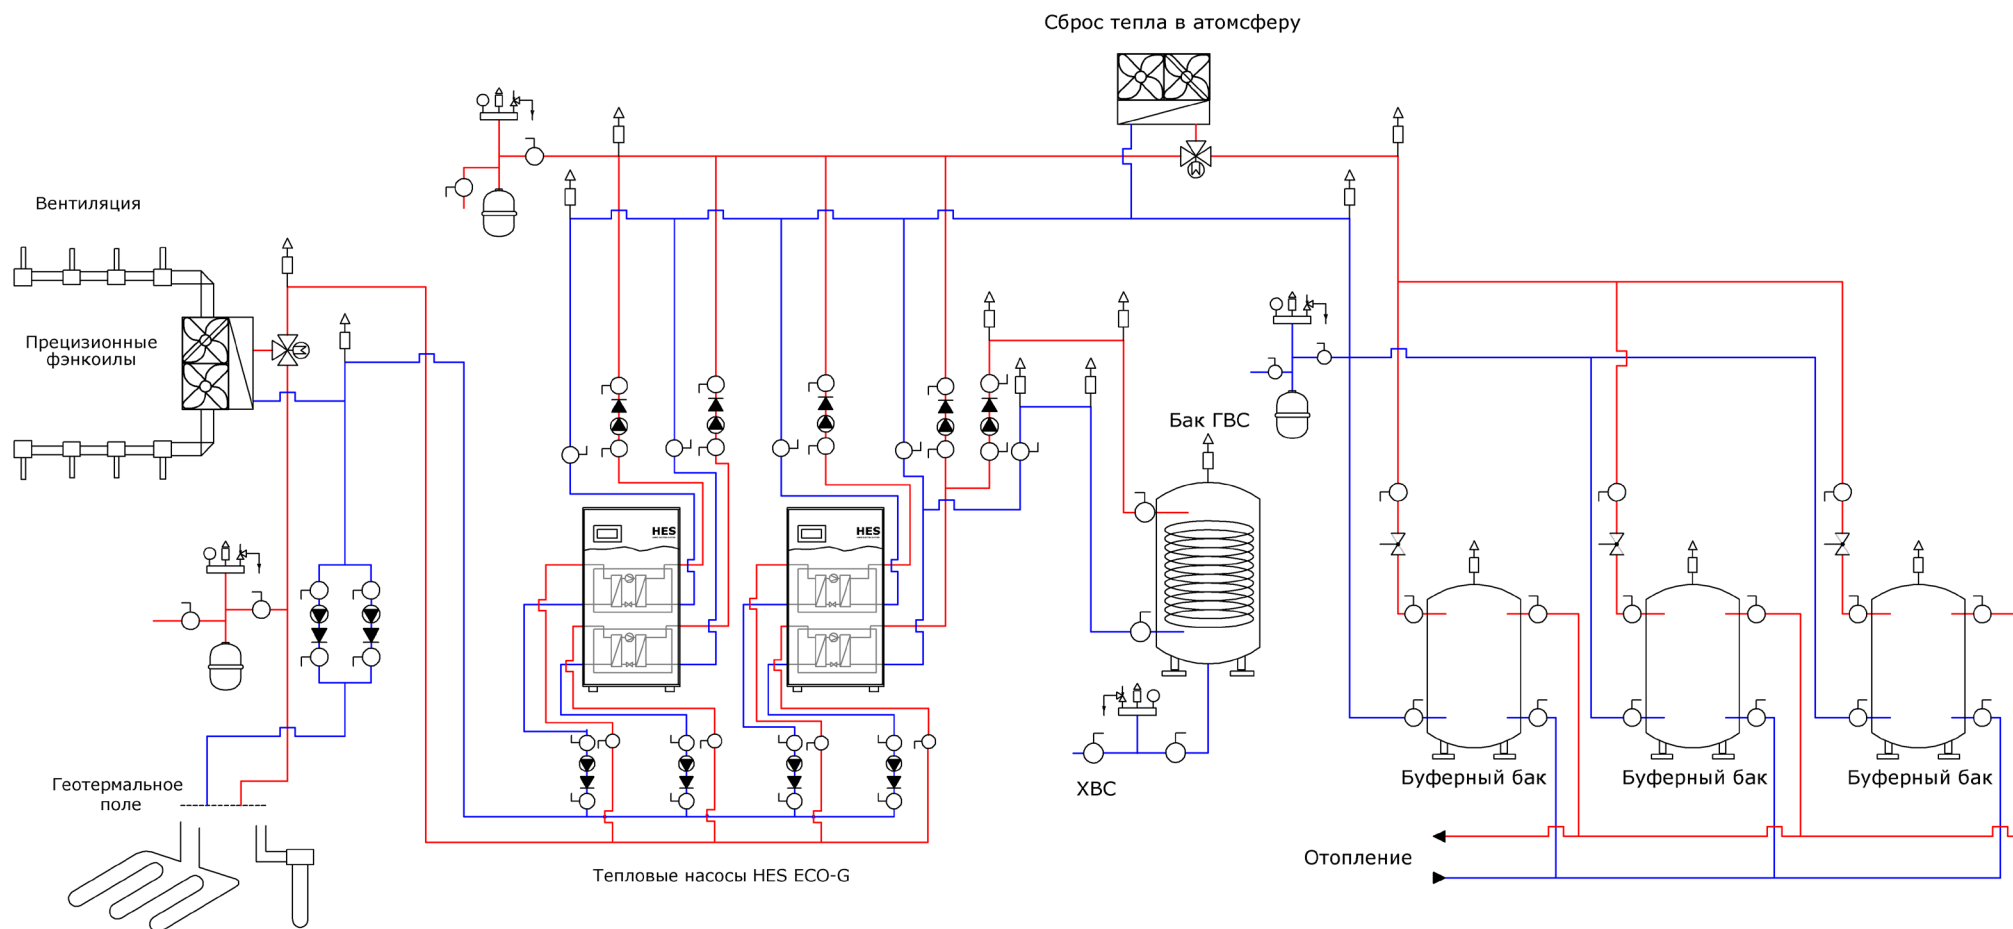 Сброс тепла в атомсферу
Вентиляция
Прецизионные
фэнкоилы
Бак ГВС
HES
HES
Геотермальное
поле
ХВС
Буферный бак
Буферный бак
Буферный бак
Отопление
Тепловые насосы HES ECO-G